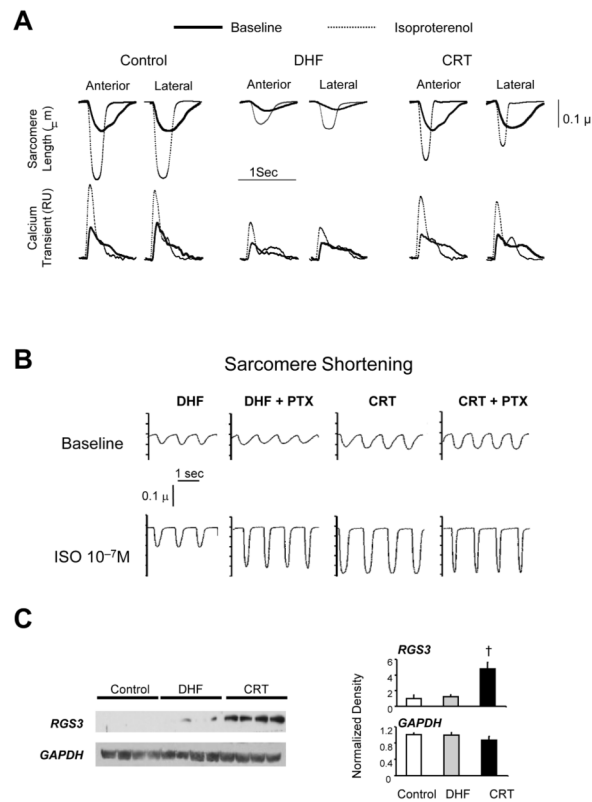 A
Baseline Isoproterenol
Control DHF CRT
Anterior Lateral Anterior Lateral Anterior Lateral
Sarcomere
Length (_m)
μ
0.1 μ
1Sec
Calcium
Transient (RU)
B
Sarcomere Shortening
DHF DHF + PTX CRT CRT + PTX
Baseline
1 sec
0.1 μ
ISO 10⁻⁷M
C
Control DHF CRT
RGS3
GAPDH
Normalized Density
RGS3
†
6
4
2
0
GAPDH
1.2
0.8
0.4
0
Control DHF CRT